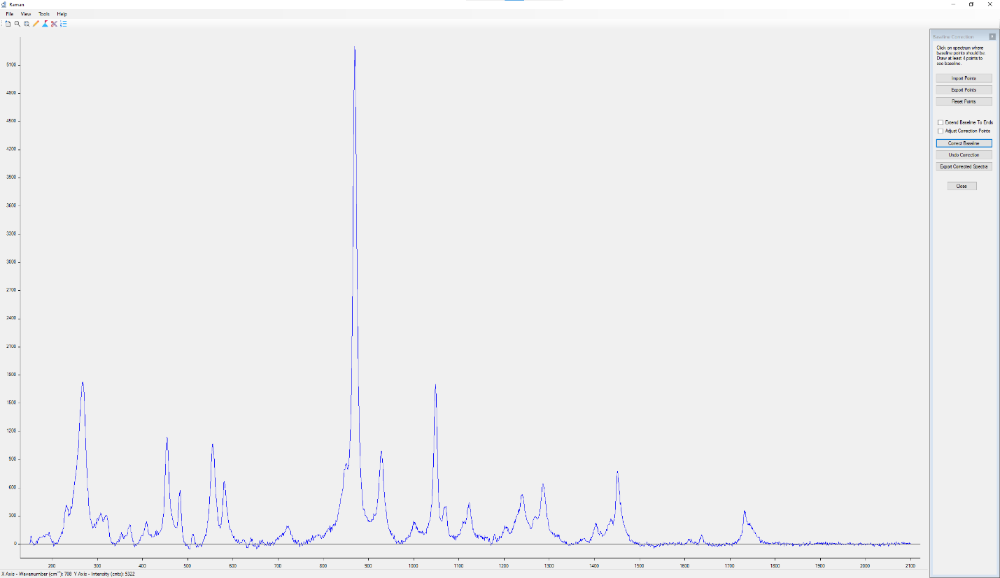 Raman
File View Tools Help
Baseline Correction
Click on spectrum where
baseline points should be.
Draw at least 4 points to
see baseline.
Import Points
Export Points
Reset Points
Extend Baseline To Ends
Adjust Correction Points
Correct Baseline
Undo Correction
Export Corrected Spectra
Close
5100
4800
4500
4200
3900
3600
3300
3000
2700
2400
2100
1800
1500
1200
900
600
300
0
200 300 400 500 600 700 800 900 1000 1100 1200 1300 1400 1500 1600 1700 1800 1900 2000 2100
X Axis - Wavenumber (cm⁻¹): 708 Y Axis - Intensity (cnts): 5322